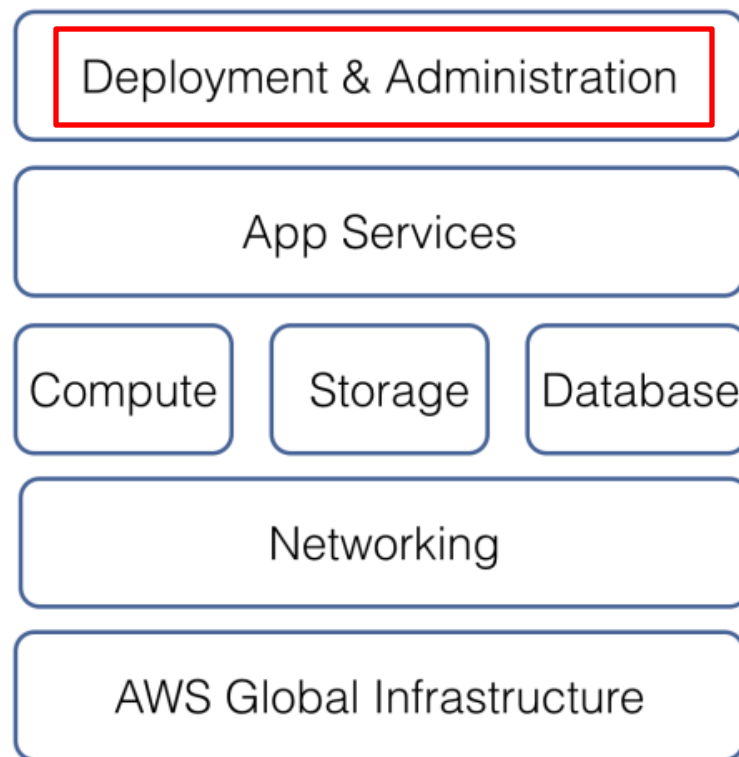 Deployment & Administration
App Services
Compute Storage Database
Networking
AWS Global Infrastructure